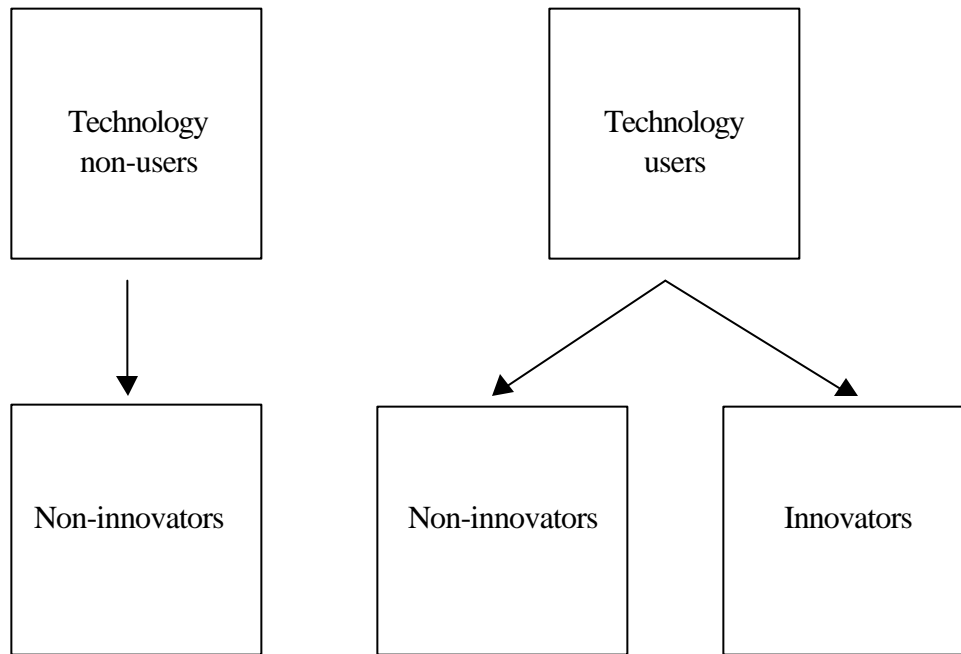 Technology
non-users
Technology
users
Non-innovators
Non-innovators
Innovators